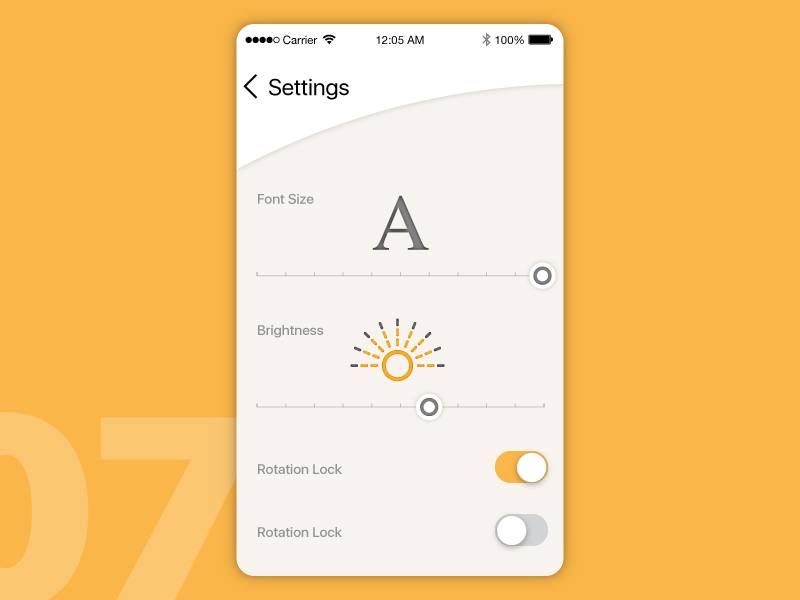 Carrier 12:05 AM 100%
Settings
Font Size
A
Brightness
Rotation Lock
Rotation Lock
07